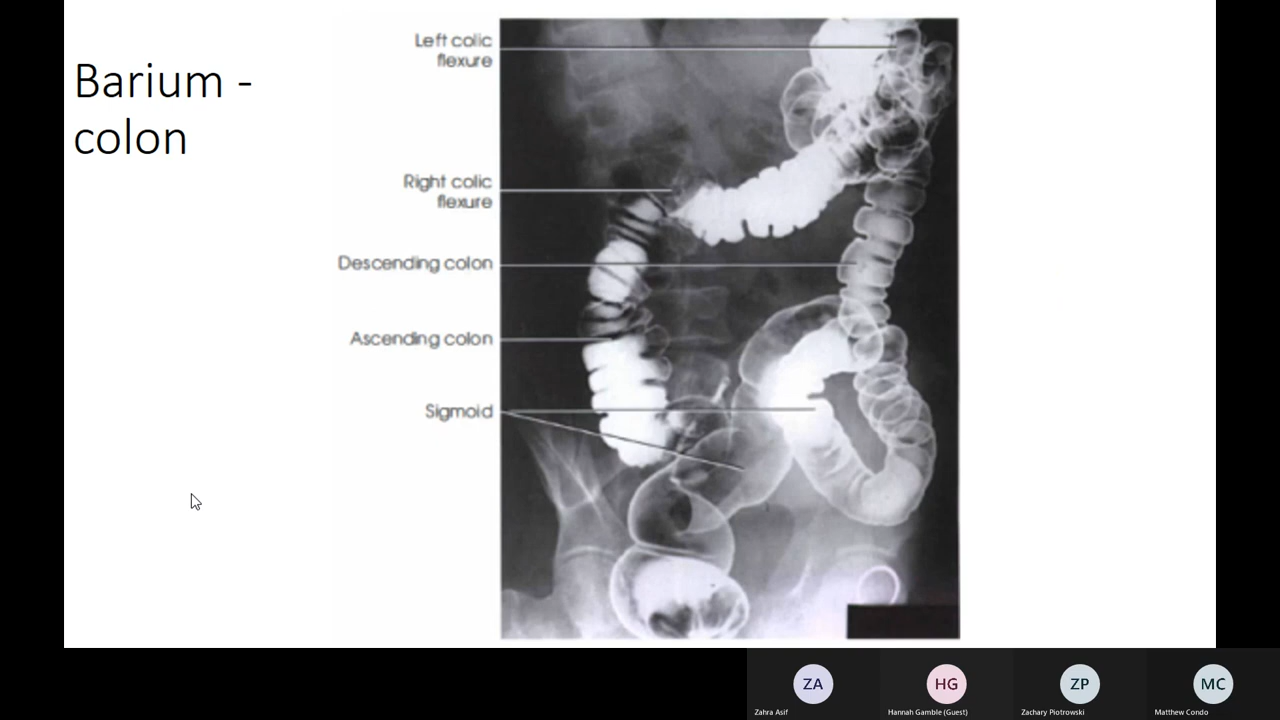 Barium -
colon
Left colic
flexure
Right colic
flexure
Descending colon
Ascending colon
Sigmoid
ZA
HG
ZP
MC
Zahra Asif
Hannah Gamble (Guest)
Zachary Piotrowski
Matthew Condo